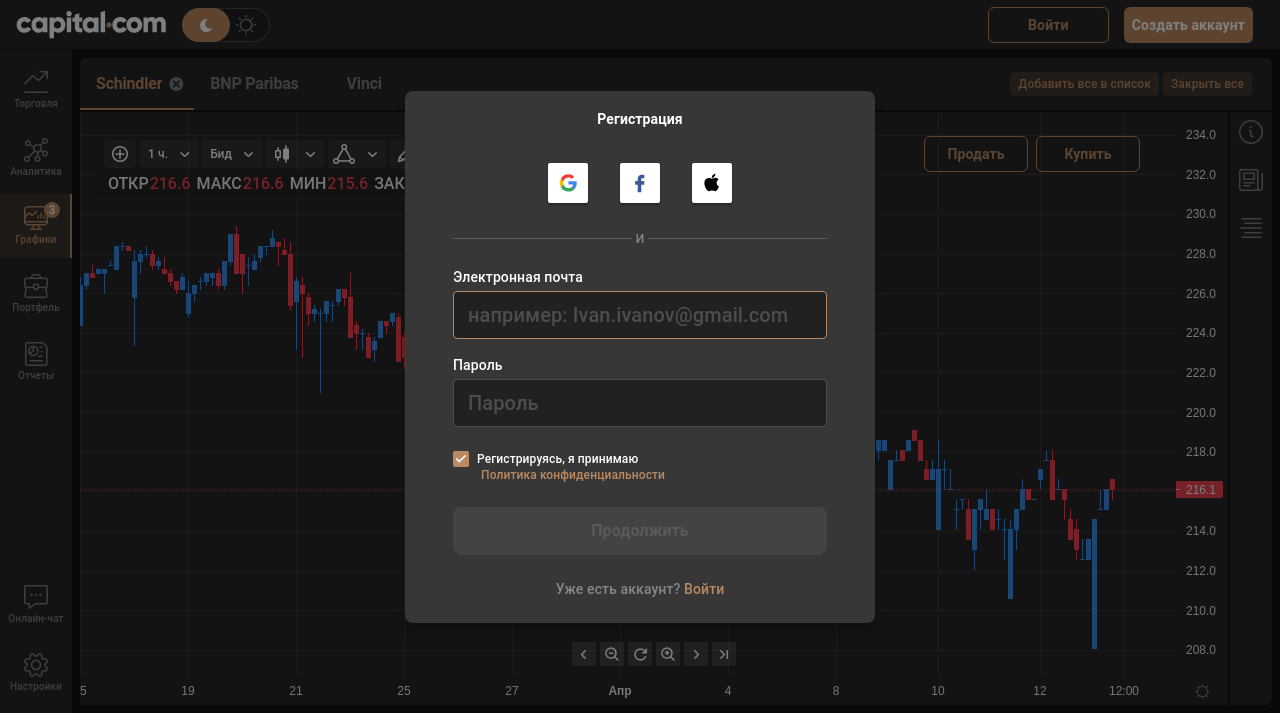 capital.com
Войти
Создать аккаунт
Schindler
BNP Paribas
Vinci
Добавить все в список
Закрыть все
Торговля
Аналитика
3
Графики
Портфель
Отчеты
Онлайн-чат
Настройки
1 ч.
Бид
Продать
Купить
ОТКР216.6 МАКС216.6 МИН215.6 ЗАК
Регистрация
И
Электронная почта
например: Ivan.ivanov@gmail.com
Пароль
Пароль
Регистрируясь, я принимаю
Политика конфиденциальности
Продолжить
Уже есть аккаунт? Войти
234.0
232.0
230.0
228.0
226.0
224.0
222.0
220.0
218.0
216.1
214.0
212.0
210.0
208.0
5 19 21 25 27 Апр 4 8 10 12 12:00